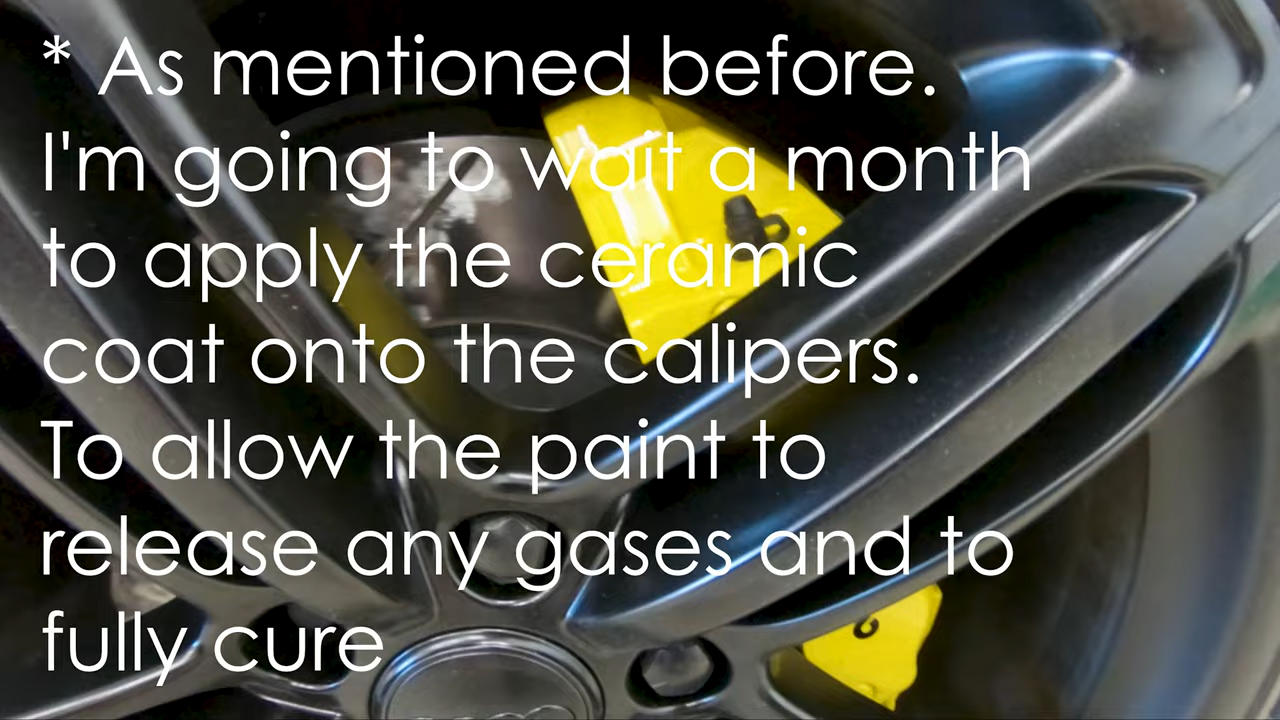 * As mentioned before.
I'm going to wait a month
to apply the ceramic
coat onto the calipers.
To allow the paint to
release any gases and to
fully cure